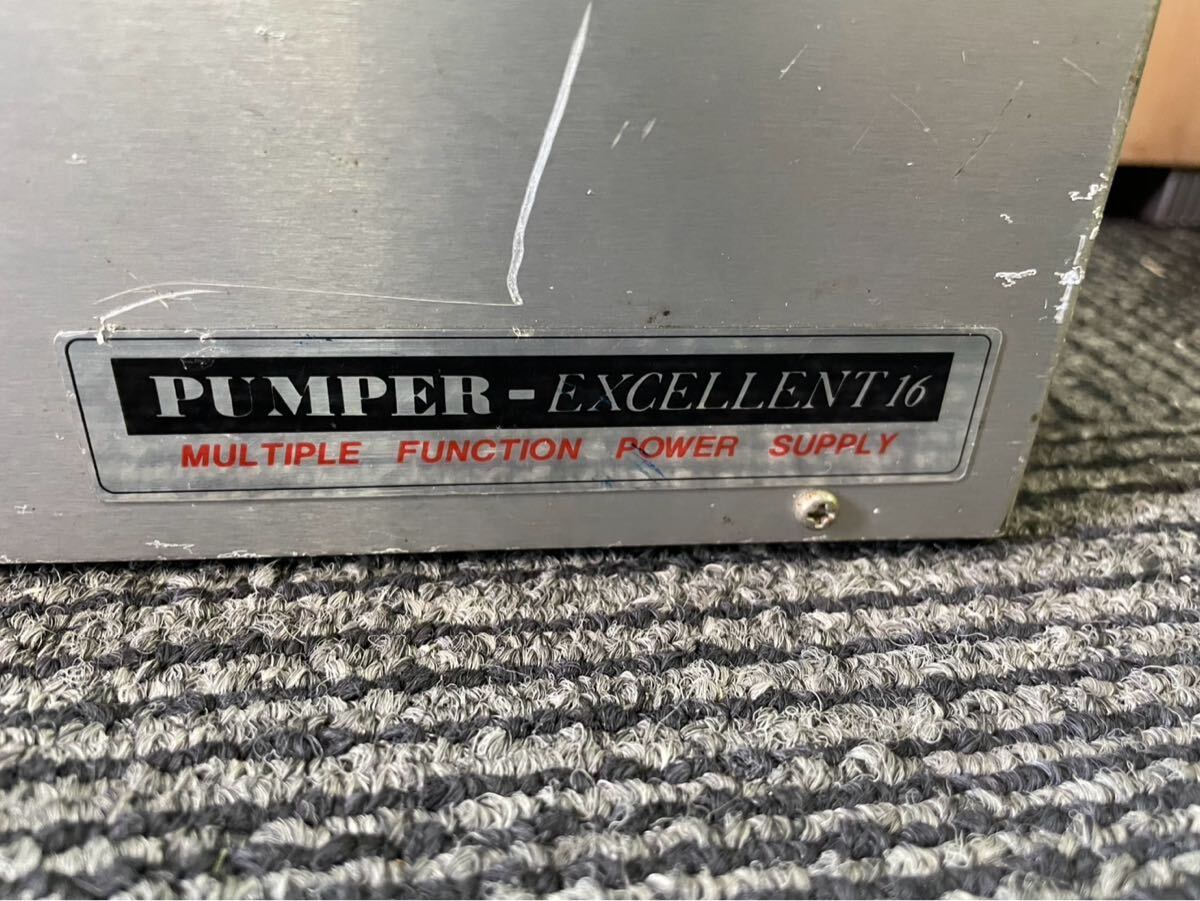 PUMPER - EXCELLENT 16
MULTIPLE FUNCTION POWER SUPPLY